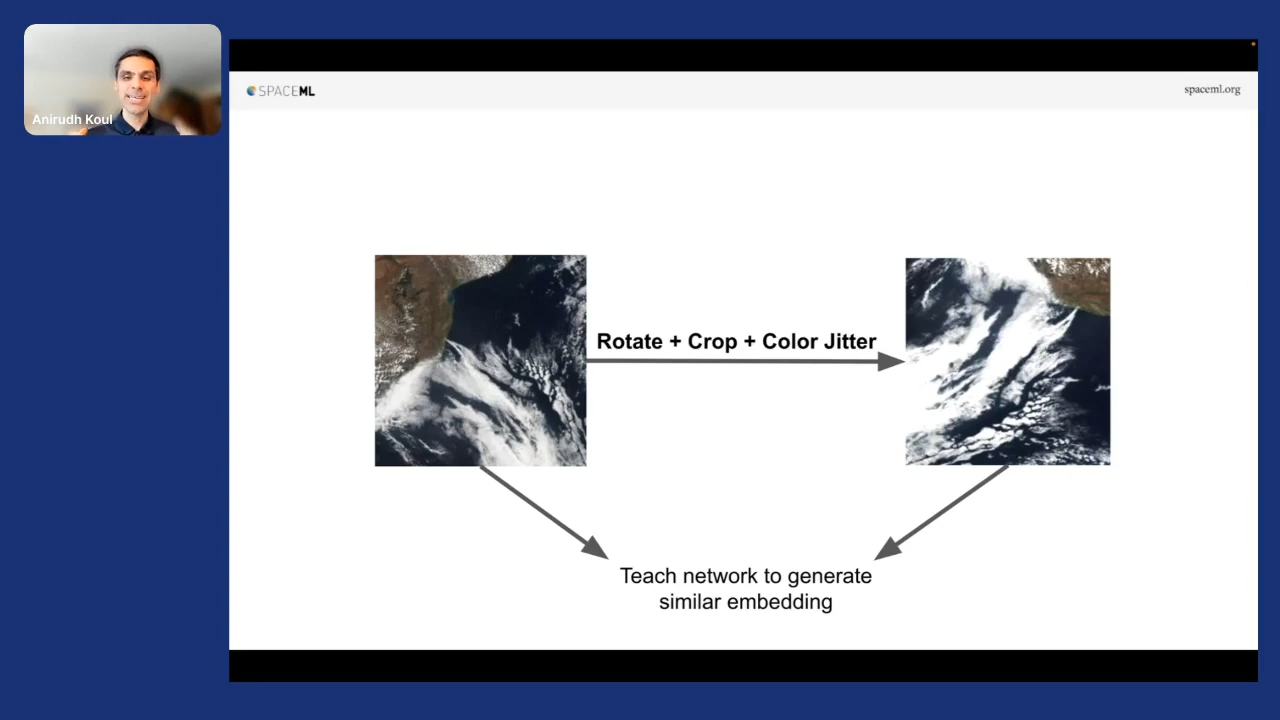 Anirudh Koul
SPACEML
spaceml.org
Rotate + Crop + Color Jitter
Teach network to generate
similar embedding